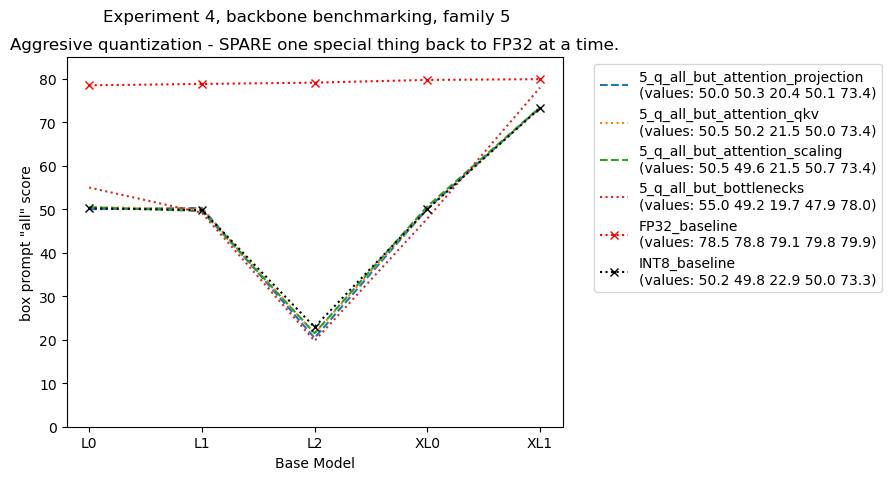 Experiment 4, backbone benchmarking, family 5
Aggresive quantization - SPARE one special thing back to FP32 at a time.
box prompt "all" score
80
70
60
50
40
30
20
10
0
L0 L1 L2 XL0 XL1
Base Model
5_q_all_but_attention_projection
(values: 50.0 50.3 20.4 50.1 73.4)
5_q_all_but_attention_qkv
(values: 50.5 50.2 21.5 50.0 73.4)
5_q_all_but_attention_scaling
(values: 50.5 49.6 21.5 50.7 73.4)
5_q_all_but_bottlenecks
(values: 55.0 49.2 19.7 47.9 78.0)
FP32_baseline
(values: 78.5 78.8 79.1 79.8 79.9)
INT8_baseline
(values: 50.2 49.8 22.9 50.0 73.3)